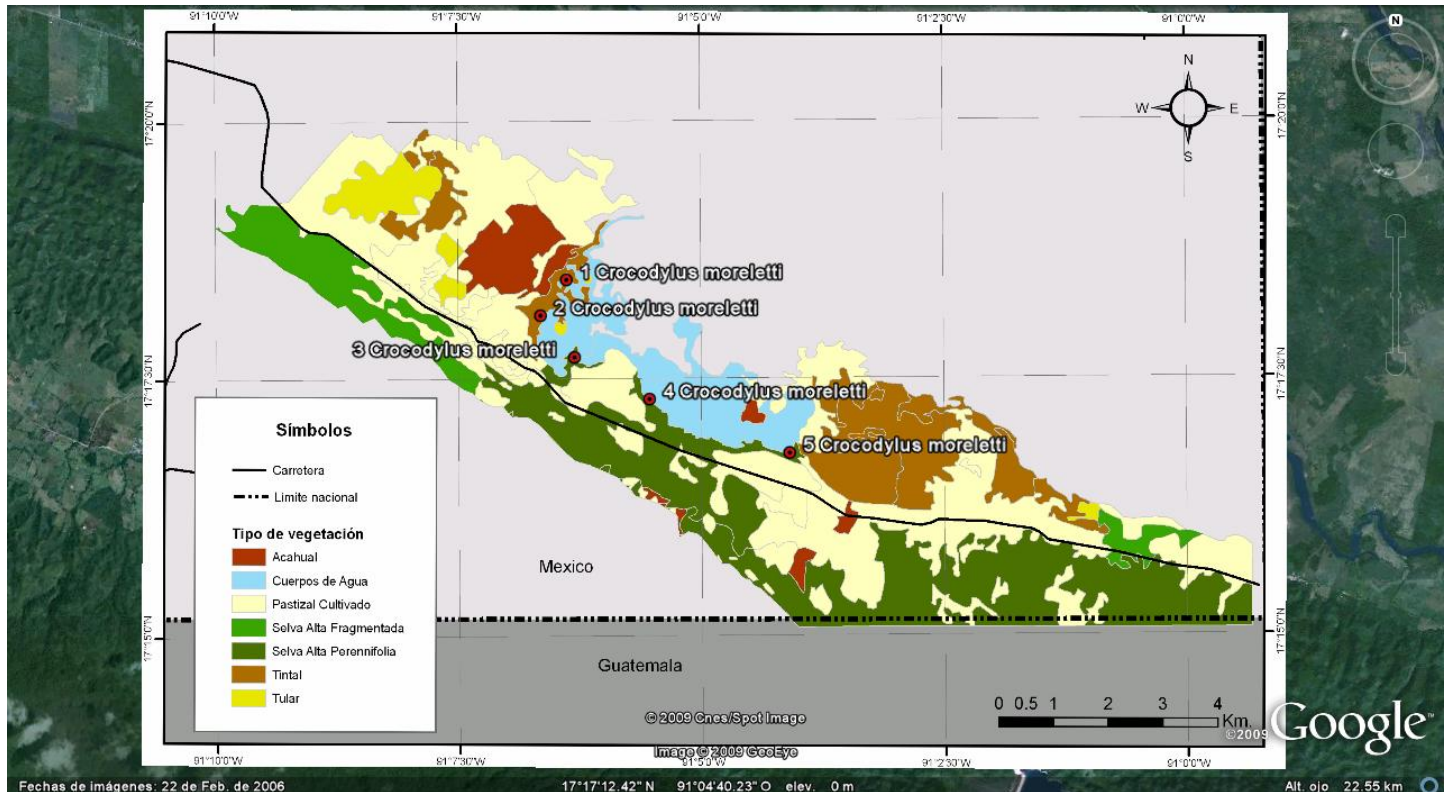 91°10'0"W 91°7'30"W 91°5'0"W 91°2'30"W 91°0'0"W
N
N
W E
S
17°20'0"N 17°20'0"N
1 Crocodylus moreletti
2 Crocodylus moreletti
3 Crocodylus moreletti
17°17'30"N 17°17'30"N
4 Crocodylus moreletti
5 Crocodylus moreletti
Símbolos
Carretera
Limite nacional
Tipo de vegetación
Acahual
Cuerpos de Agua
Pastizal Cultivado
Selva Alta Fragmentada
Selva Alta Perennifolia
Tintal
Tular
Mexico
17°15'0"N 17°15'0"N
Guatemala
0 0.5 1 2 3 4
Km.
© 2009 Cnes/Spot Image
©2009 Google™
Image © 2009 GeoEye
91°10'0"W 91°7'30"W 91°5'0"W 91°2'30"W 91°0'0"W
Fechas de imágenes: 22 de Feb. de 2006 17°17'12.42" N 91°04'40.23" O elev. 0 m Alt. ojo 22.55 km